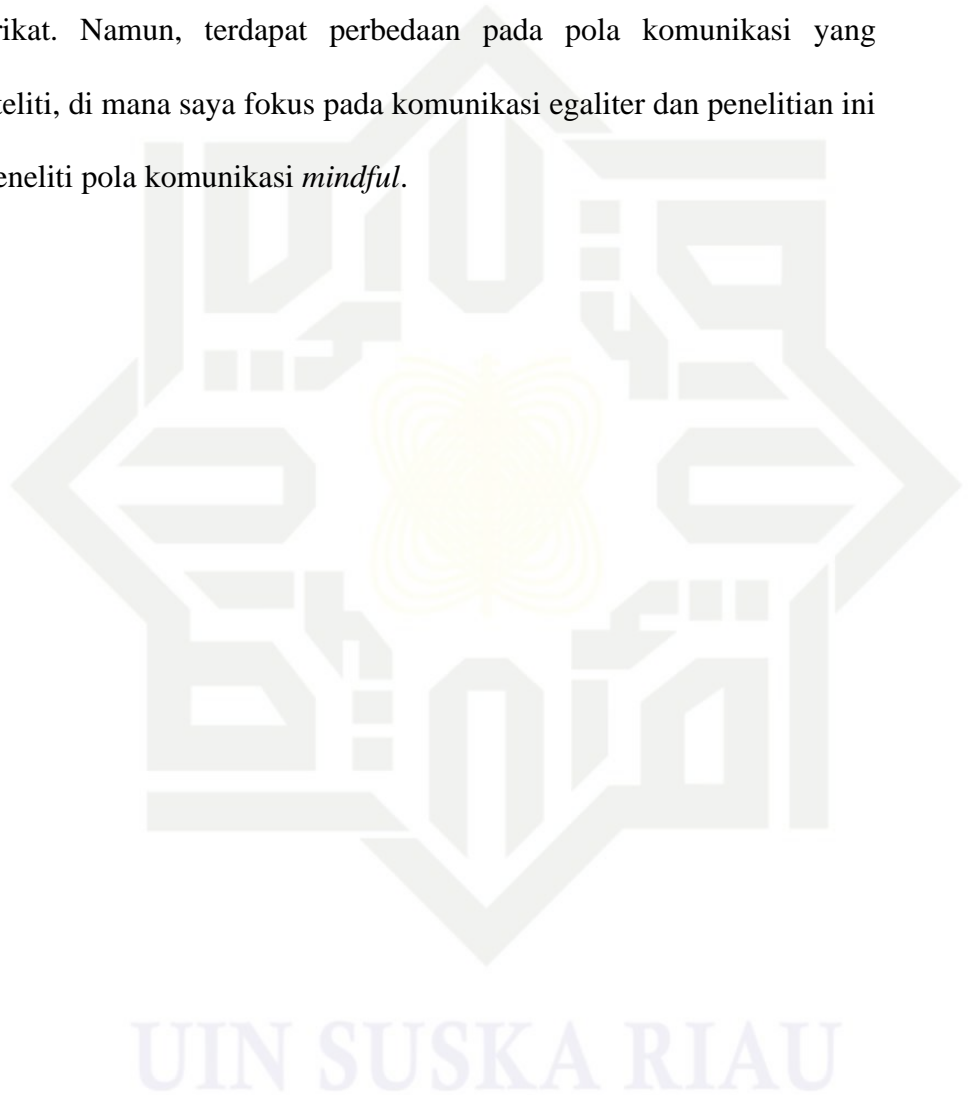 rikat. Namun, terdapat perbedaan pada pola komunikasi yang
teliti, di mana saya fokus pada komunikasi egaliter dan penelitian ini
eneliti pola komunikasi mindful.
UIN SUSKA RIAU